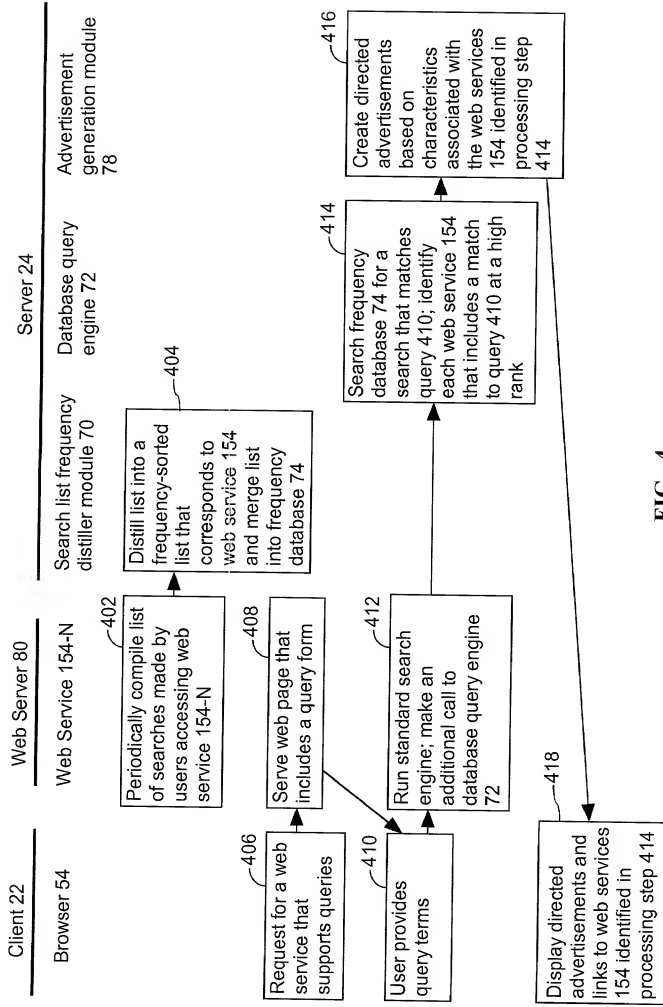 Client 22
Web Server 80
Server 24
Browser 54
Web Service 154-N
Search list frequency
distiller module 70
Database query
engine 72
Advertisement
generation module
78
402
Periodically compile list
of searches made by
users accessing web
service 154-N
404
Distill list into a
frequency-sorted
list that
corresponds to
web service 154
and merge list
into frequency
database 74
406
Request for a web
service that
supports queries
408
Serve web page that
includes a query form
410
User provides
query terms
412
Run standard search
engine; make an
additional call to
database query engine
72
414
Search frequency
database 74 for a
search that matches
query 410; identify
each web service 154
that includes a match
to query 410 at a high
rank
416
Create directed
advertisements
based on
characteristics
associated with
the web services
154 identified in
processing step
414
418
Display directed
advertisements and
links to web services
154 identified in
processing step 414
FIG. 4